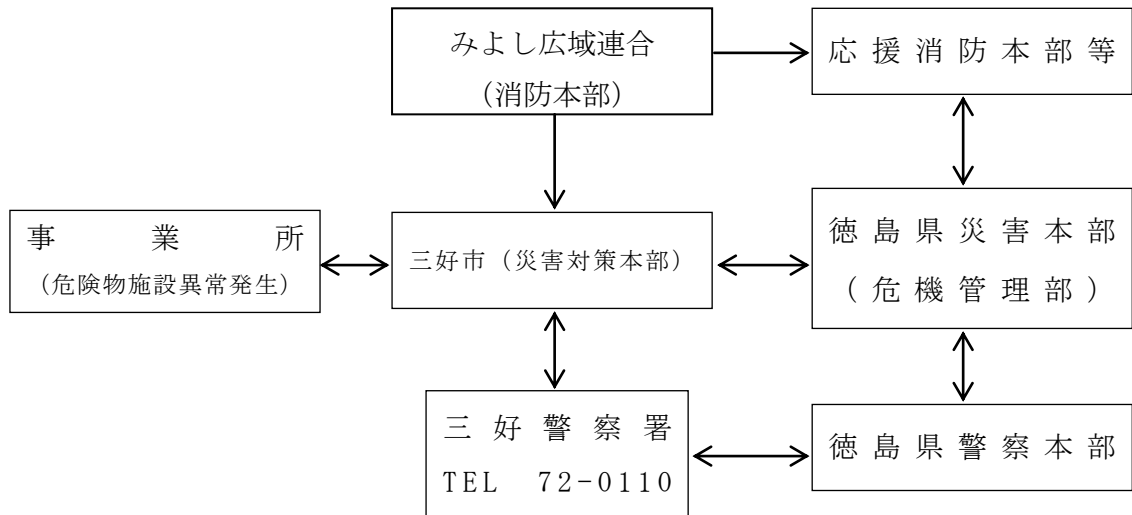 みよし広域連合
（消防本部）
応援消防本部等
事業所
（危険物施設異常発生）
三好市（災害対策本部）
徳島県災害本部
（危機管理部）
三好警察署
TEL 72-0110
徳島県警察本部